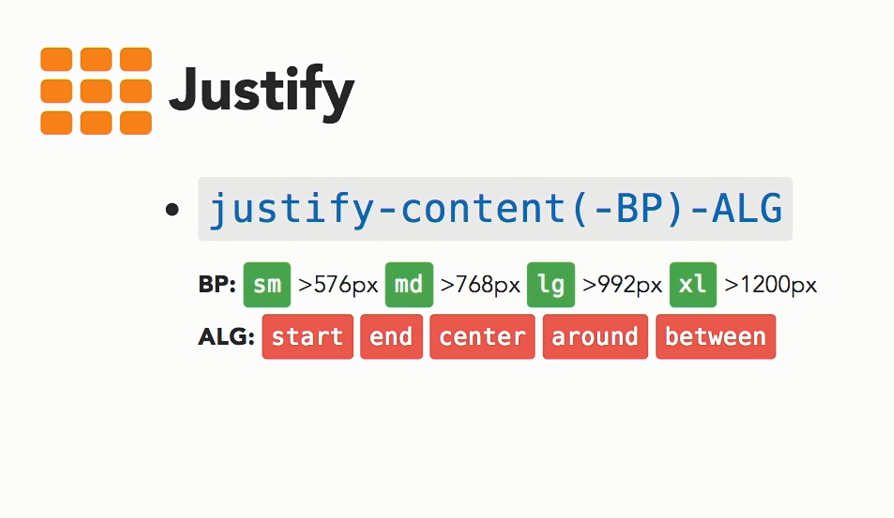 Justify
• justify-content(-BP)-ALG
BP: sm >576px md >768px lg >992px xl >1200px
ALG: start end center around between